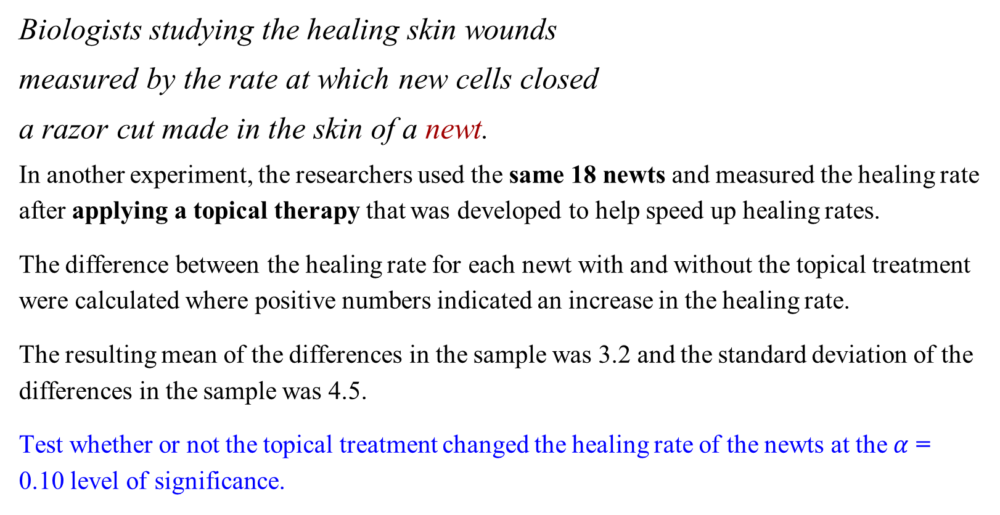 Biologists studying the healing skin wounds
measured by the rate at which new cells closed
a razor cut made in the skin of a newt.
In another experiment, the researchers used the same 18 newts and measured the healing rate
after applying a topical therapy that was developed to help speed up healing rates.
The difference between the healing rate for each newt with and without the topical treatment
were calculated where positive numbers indicated an increase in the healing rate.
The resulting mean of the differences in the sample was 3.2 and the standard deviation of the
differences in the sample was 4.5.
Test whether or not the topical treatment changed the healing rate of the newts at the α =
0.10 level of significance.